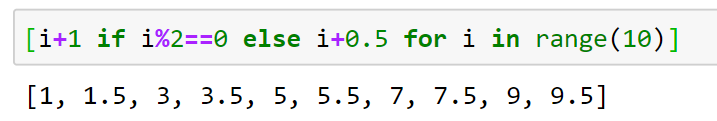 [i+1 if i%2==0 else i+0.5 for i in range(10)]
[1, 1.5, 3, 3.5, 5, 5.5, 7, 7.5, 9, 9.5]